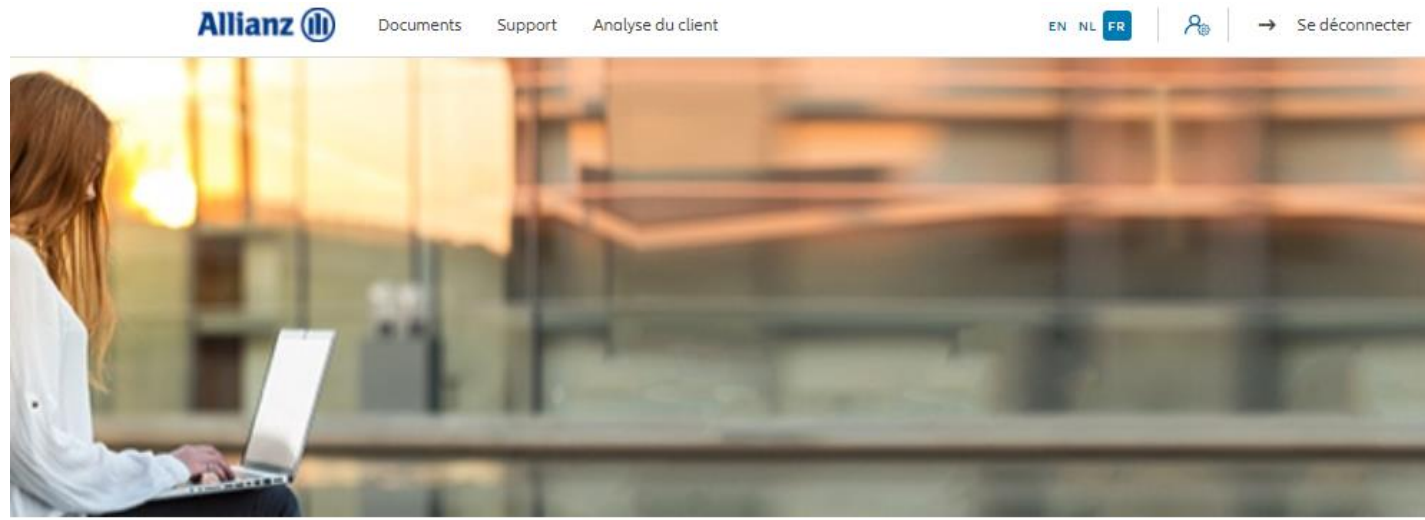 Allianz Documents Support Analyse du client EN NL FR → Se déconnecter